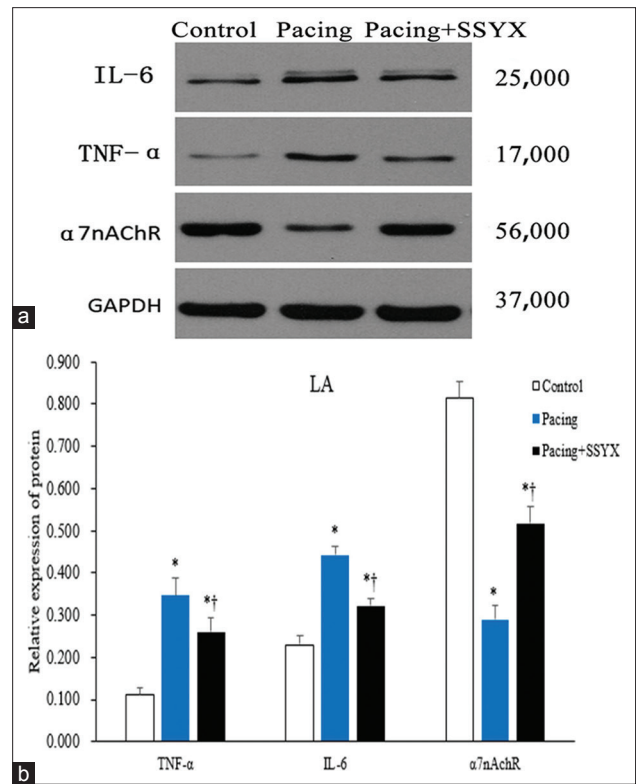 Control Pacing Pacing+SSYX
IL-6 25,000
TNF-α 17,000
α7nAChR 56,000
GAPDH 37,000
a
LA
Relative expression of protein
0.900
0.800
0.700
0.600
0.500
0.400
0.300
0.200
0.100
0.000
Control
Pacing
Pacing+SSYX
* *† * *† * *†
TNF-α IL-6 α7nAchR
b